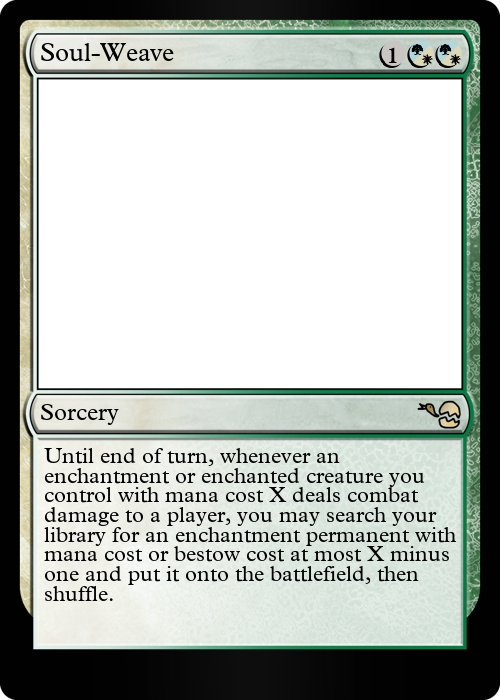 Soul-Weave 1
Sorcery
Until end of turn, whenever an
enchantment or enchanted creature you
control with mana cost X deals combat
damage to a player, you may search your
library for an enchantment permanent with
mana cost or bestow cost at most X minus
one and put it onto the battlefield, then
shuffle.